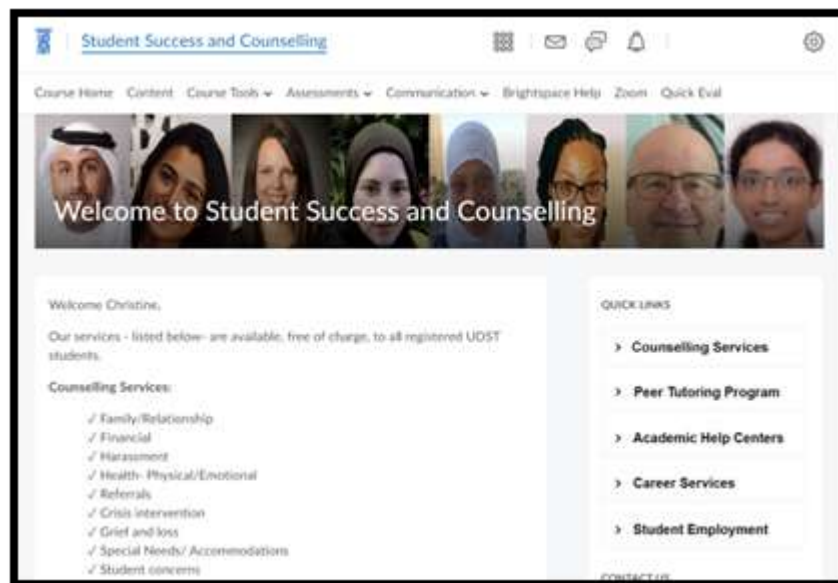 Student Success and Counselling
Course Home Content Course Tools Assessments Communication Brightspace Help Zoom Quick Eval
Welcome to Student Success and Counselling
Welcome Christine,
Our services - listed below- are available, free of charge, to all registered UDST
students.
Counselling Services:
✓ Family/Relationship
✓ Financial
✓ Harassment
✓ Health- Physical/Emotional
✓ Referrals
✓ Crisis intervention
✓ Grief and loss
✓ Special Needs/ Accommodations
✓ Student concerns
QUICK LINKS
> Counselling Services
> Peer Tutoring Program
> Academic Help Centers
> Career Services
> Student Employment
CONTACT US